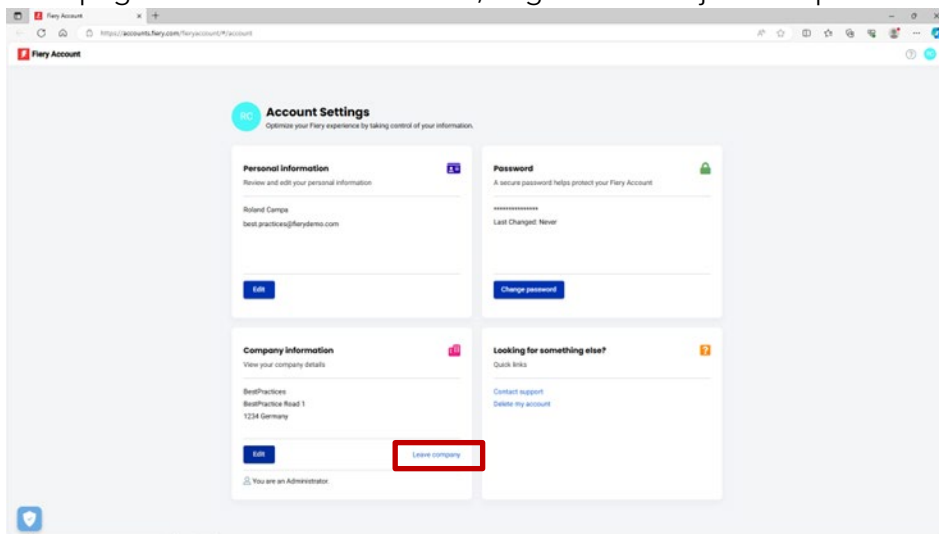 Fiery Account
https://accounts.fiery.com/fieryaccount/#/account
Fiery Account
RC
RC
Account Settings
Optimize your Fiery experience by taking control of your information.
Personal information
Review and edit your personal information
Roland Campe
best.practices@fierydemo.com
Edit
Password
A secure password helps protect your Fiery Account
***************
Last Changed: Never
Change password
Company information
View your company details
BestPractices
BestPractice Road 1
1234 Germany
Edit
Leave company
You are an Administrator.
Looking for something else?
Quick links
Contact support
Delete my account